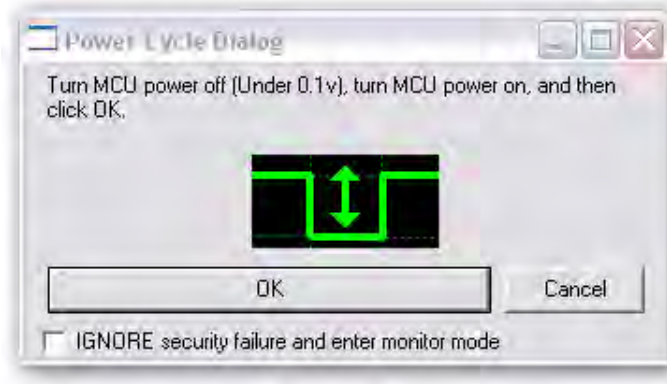 Power Cycle Dialog
Turn MCU power off (Under 0.1v), turn MCU power on, and then
click OK.
OK
Cancel
IGNORE security failure and enter monitor mode